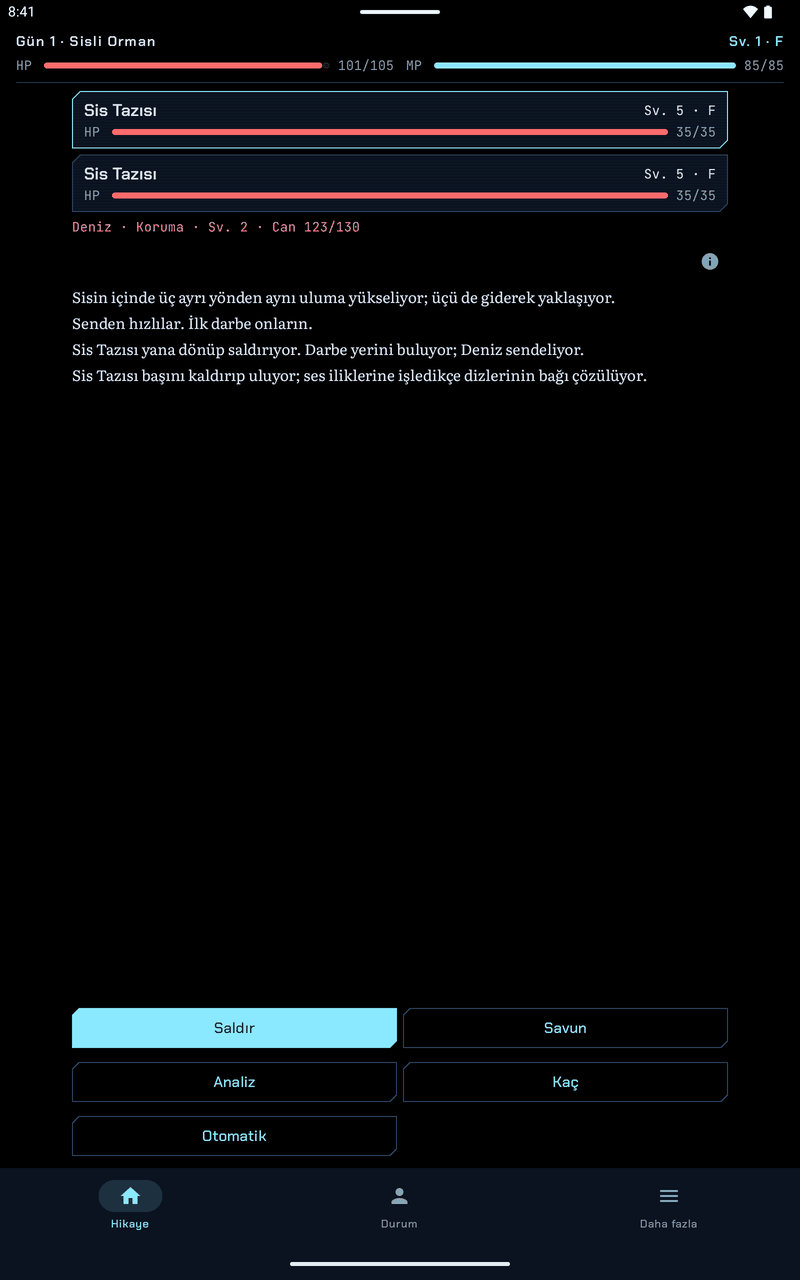 8:41
Gün 1 · Sisli Orman Sv. 1 · F
HP 101/105 MP 85/85
Sis Tazısı Sv. 5 · F
HP 35/35
Sis Tazısı Sv. 5 · F
HP 35/35
Deniz · Koruma · Sv. 2 · Can 123/130
Sisin içinde üç ayrı yönden aynı uluma yükseliyor; üçü de giderek yaklaşıyor.
Senden hızlılar. İlk darbe onların.
Sis Tazısı yana dönüp saldırıyor. Darbe yerini buluyor; Deniz sendeliyor.
Sis Tazısı başını kaldırıp uluyor; ses iliklerine işledikçe dizlerinin bağı çözülüyor.
Saldır Savun
Analiz Kaç
Otomatik
Hikaye Durum Daha fazla